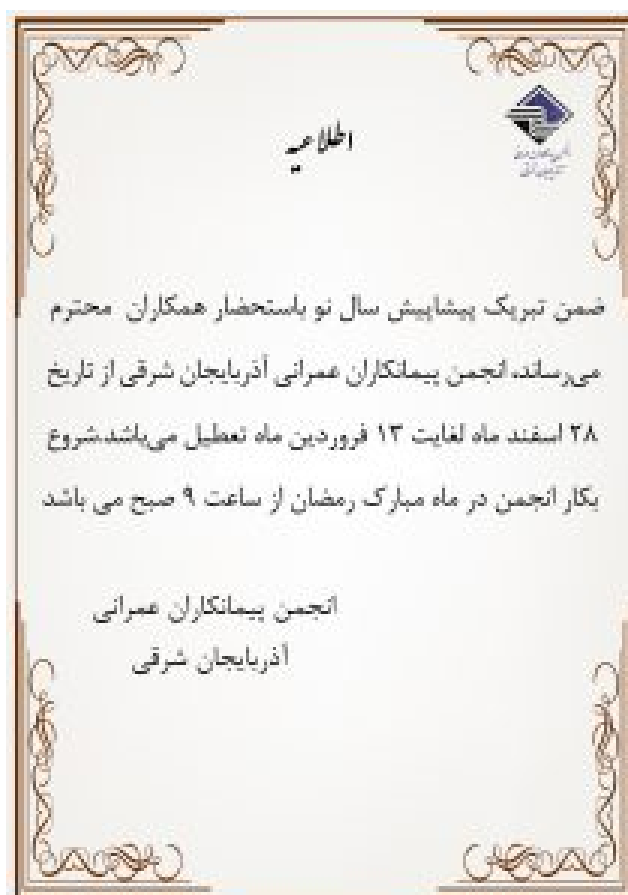 اطلاعیه
ضمن تبریک پیشاپیش سال نو باستحضار همکاران محترم
می‌رساند، انجمن پیمانکاران عمرانی آذربایجان شرقی از تاریخ
۲۸ اسفند ماه لغایت ۱۳ فروردین ماه تعطیل می‌باشد.شروع
بکار انجمن در ماه مبارک رمضان از ساعت ۹ صبح می باشد
انجمن پیمانکاران عمرانی
آذربایجان شرقی